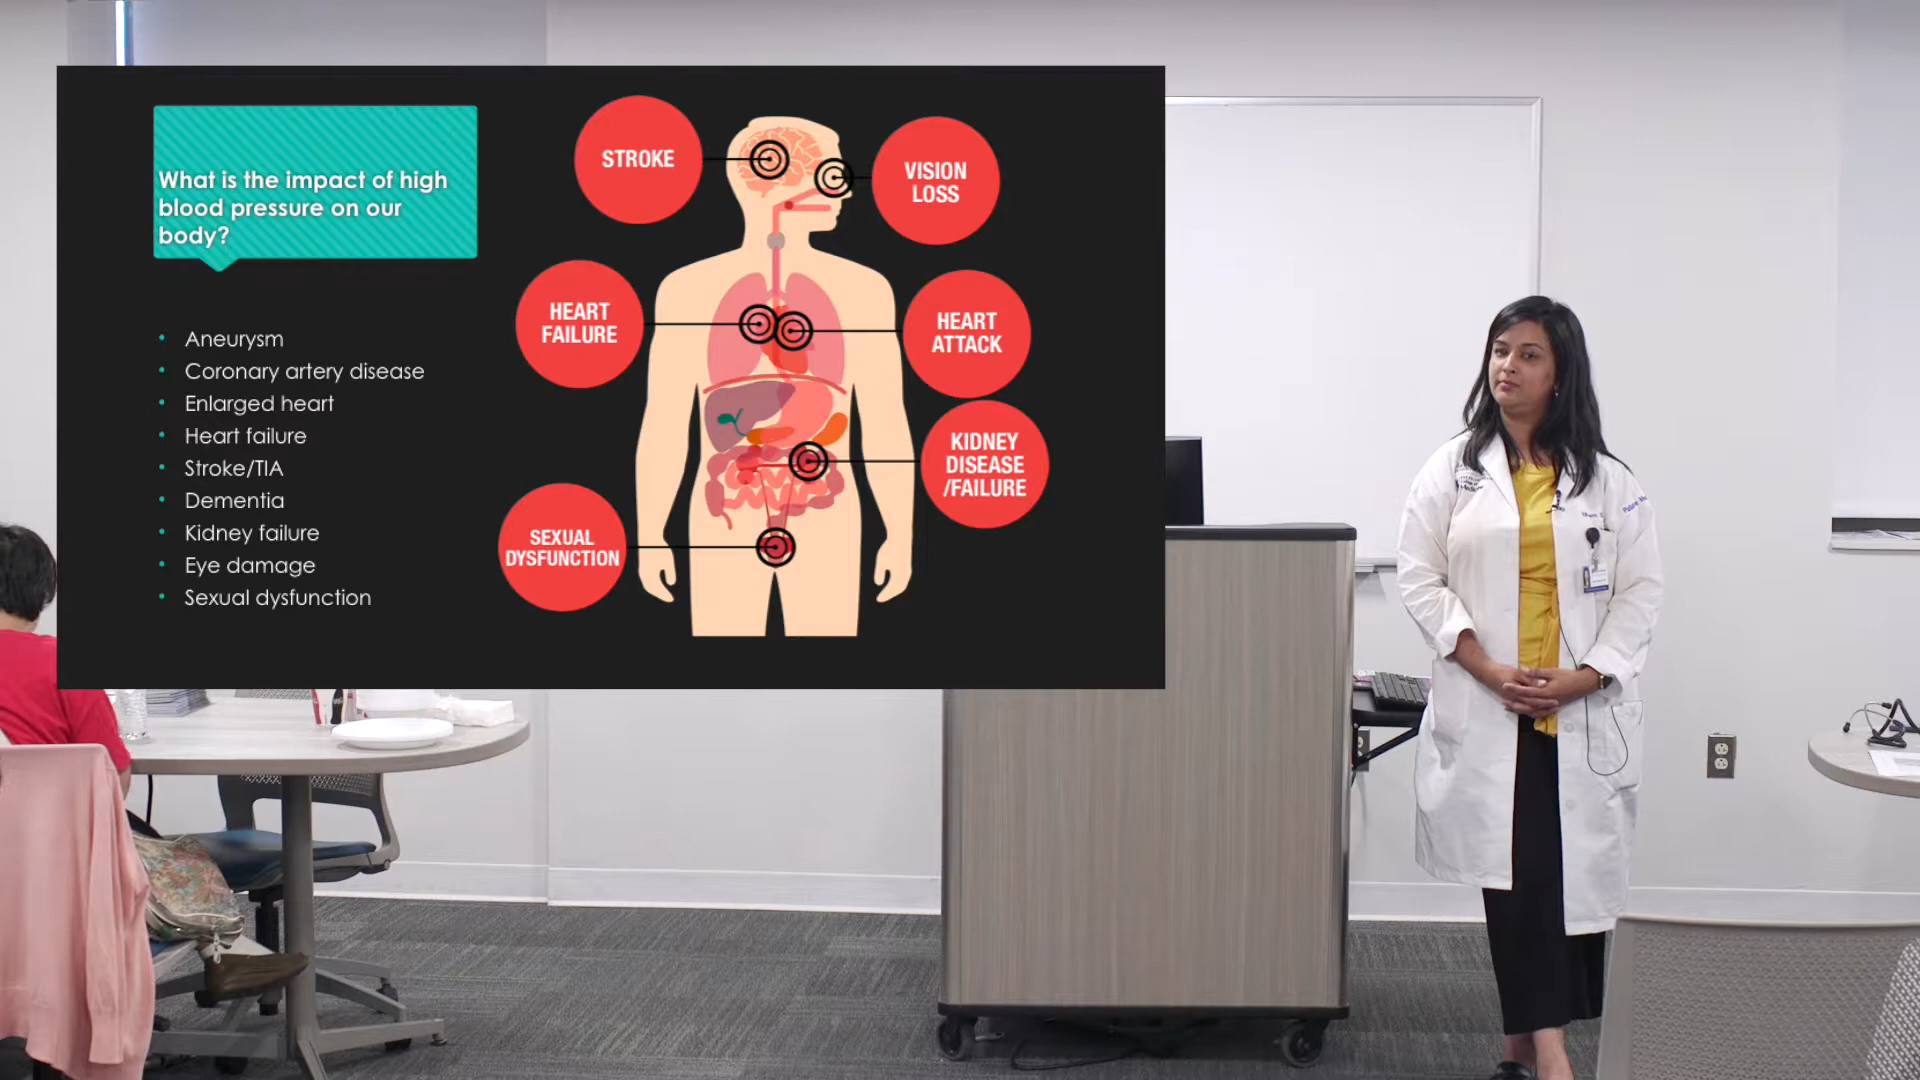 What is the impact of high
blood pressure on our
body?
• Aneurysm
• Coronary artery disease
• Enlarged heart
• Heart failure
• Stroke/TIA
• Dementia
• Kidney failure
• Eye damage
• Sexual dysfunction
STROKE
VISION
LOSS
HEART
FAILURE
HEART
ATTACK
KIDNEY
DISEASE
/FAILURE
SEXUAL
DYSFUNCTION